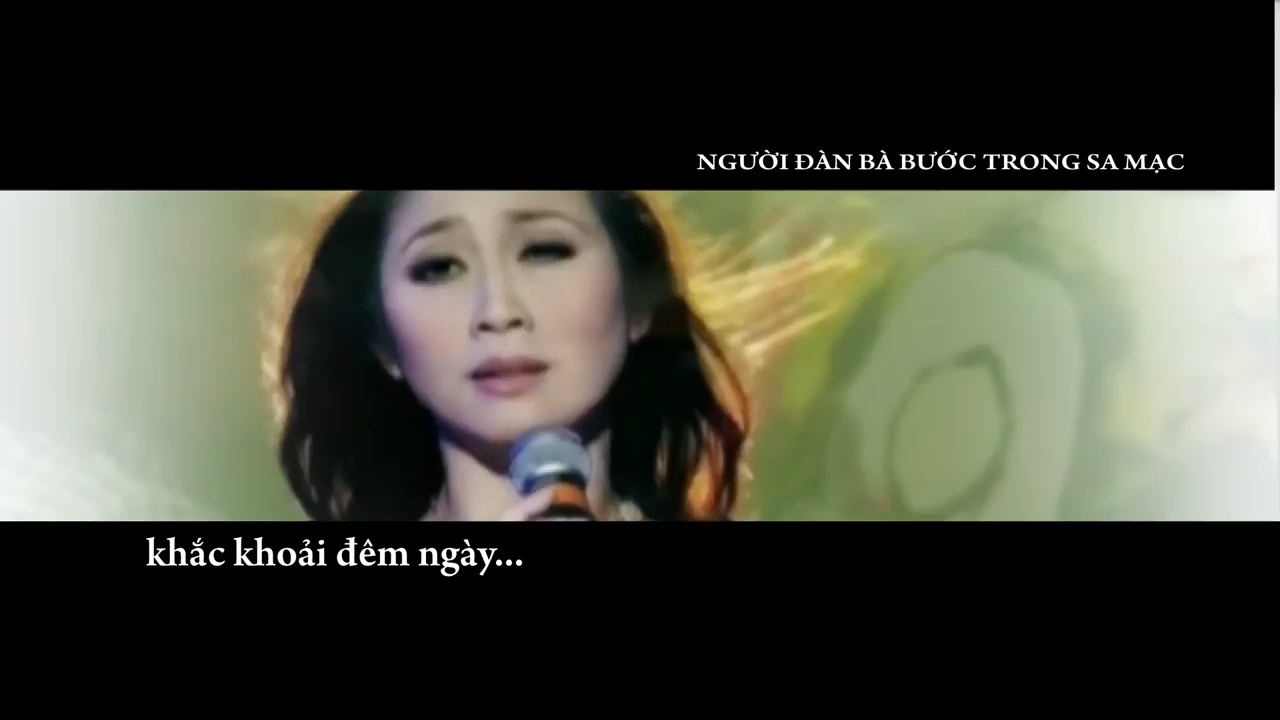 NGƯỜI ĐÀN BÀ BƯỚC TRONG SA MẠC
khắc khoải đêm ngày...